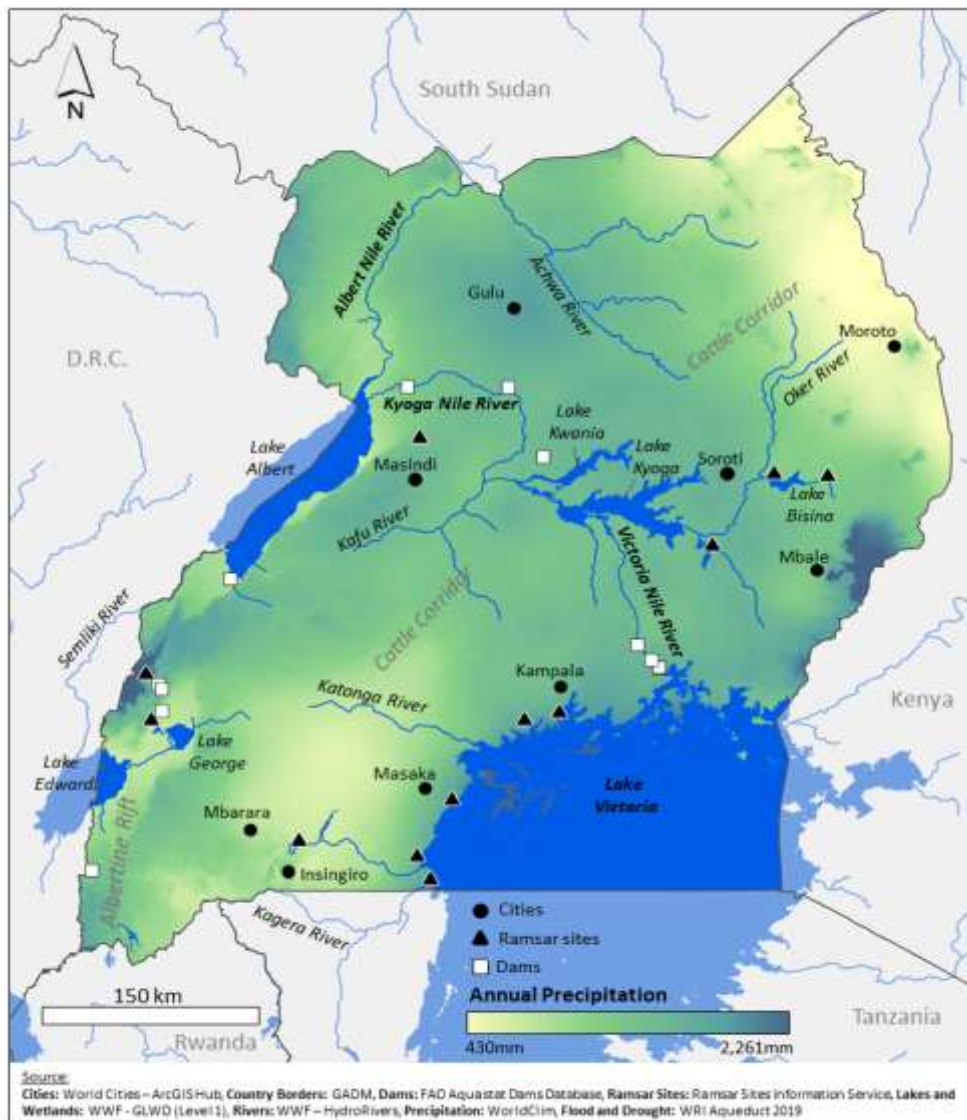 South Sudan
N
Albert Nile River
Gulu
Achwa River
Cattle Corridor
Moroto
D.R.C.
Oker River
Kyoga Nile River
Lake
Kwania
Lake
Albert
Lake
Kyoga
Masindi
Soroti
Lake
Bisina
Kafu River
Victoria Nile River
Mbale
Semliki River
Cattle Corridor
Kampala
Katonga River
Kenya
Lake
George
Lake
Edward
Masaka
Lake
Victoria
Mbarara
Albertine Rift
Insingiro
Kagera River
Cities
Ramsar sites
Dams
150 km
Annual Precipitation
Rwanda
Tanzania
430mm
2,261mm
Source:
Cities: World Cities – ArcGIS Hub, Country Borders: GADM, Dams: FAO Aquastat Dams Database, Ramsar Sites: Ramsar Sites Information Service, Lakes and
Wetlands: WWF - GLWD (Level 1), Rivers: WWF – HydroRivers, Precipitation: WorldClim, Flood and Drought: WRI Aqueduct 2019